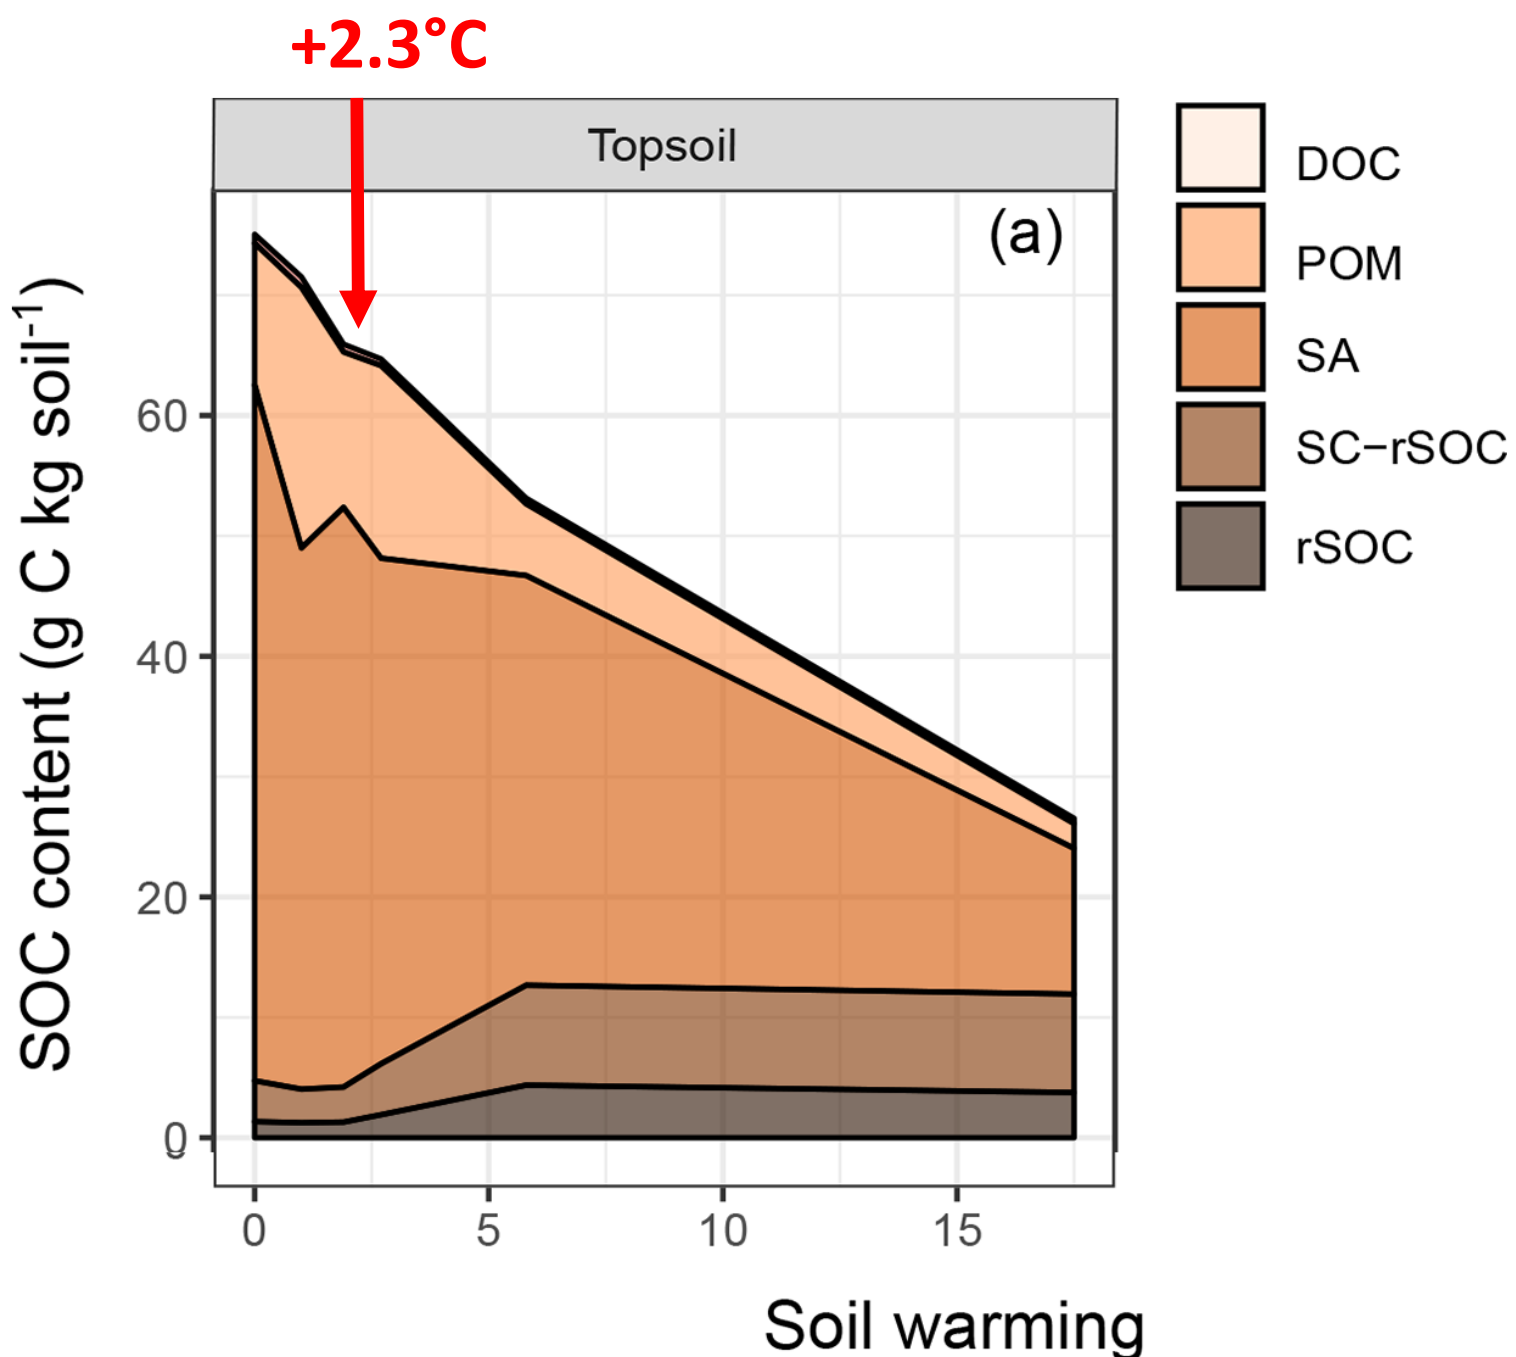 +2.3°C
Topsoil
(a)
DOC
POM
SA
SC−rSOC
rSOC
SOC content (g C kg soil⁻¹)
60
40
20
0
0 5 10 15
Soil warming